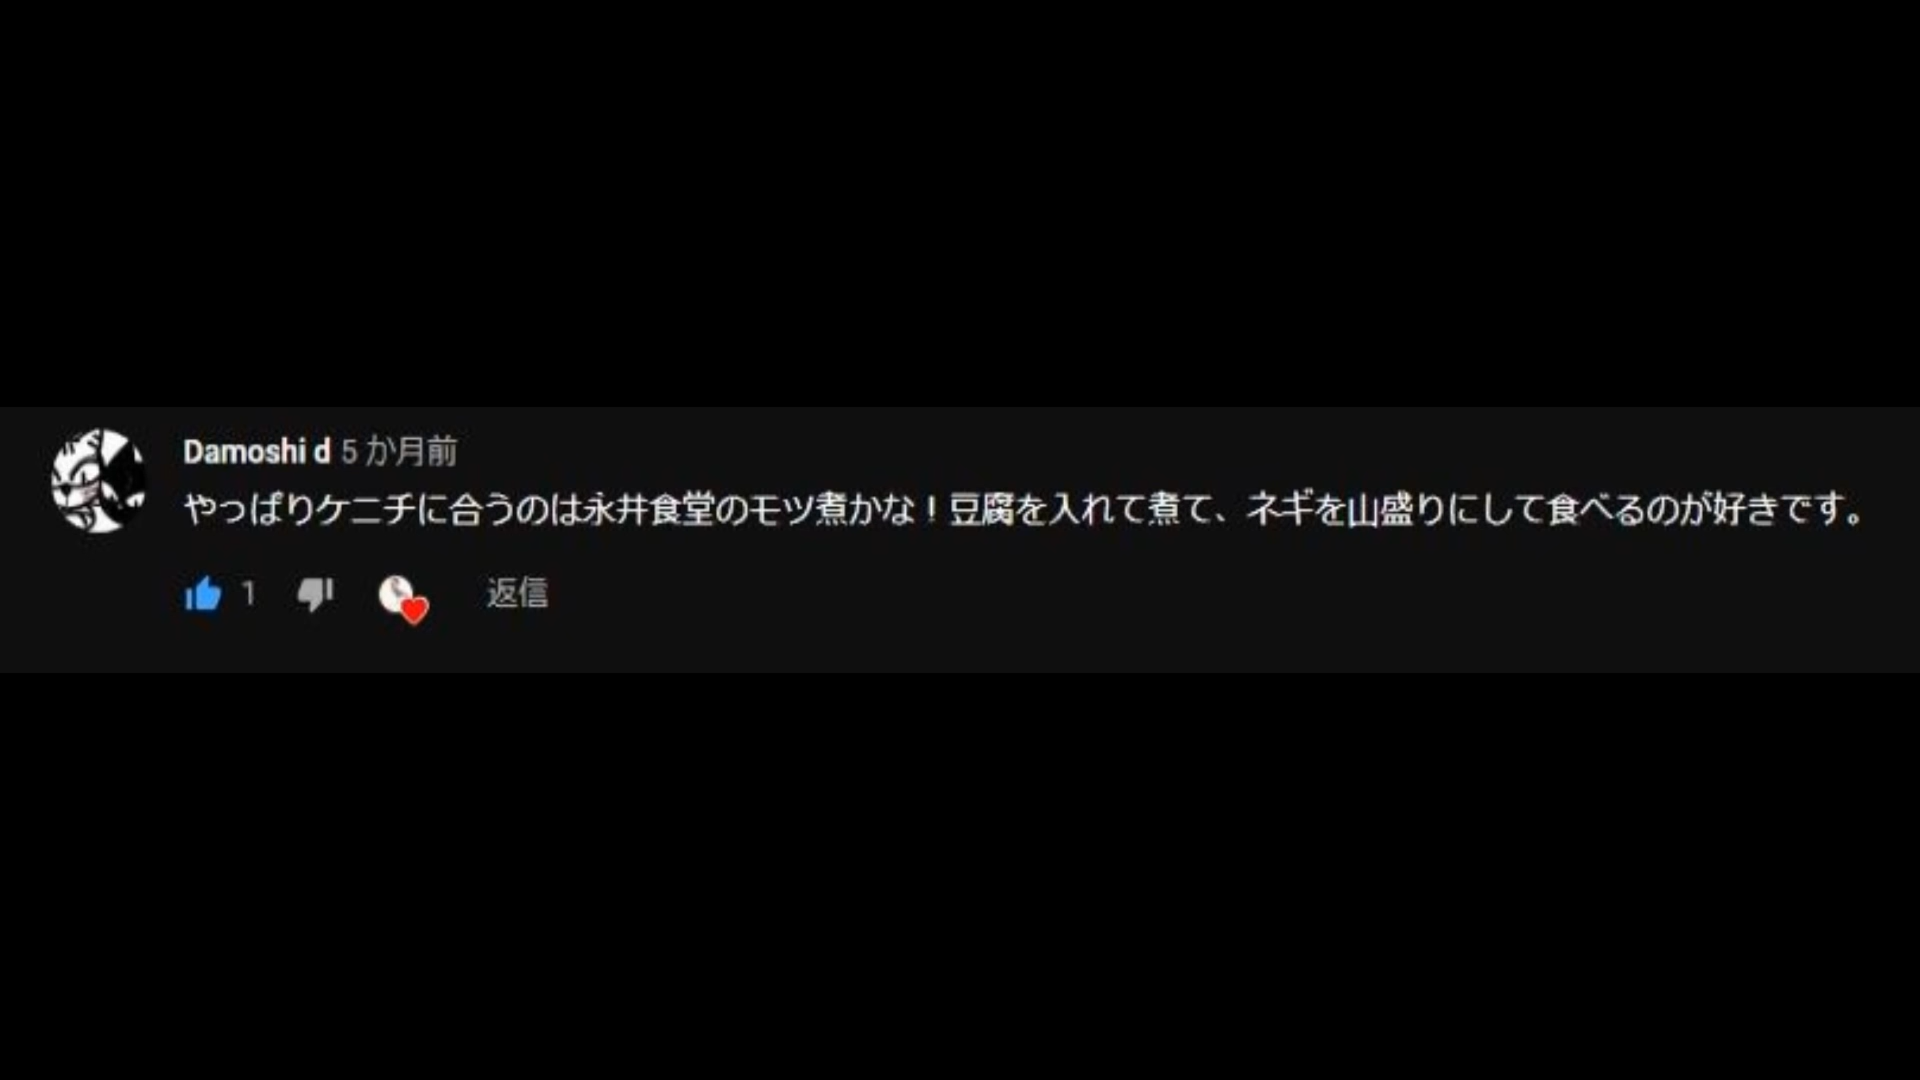 Damoshi d 5 か月前
やっぱりケニチに合うのは永井食堂のモツ煮かな！豆腐を入れて煮て、ネギを山盛りにして食べるのが好きです。
1 返信